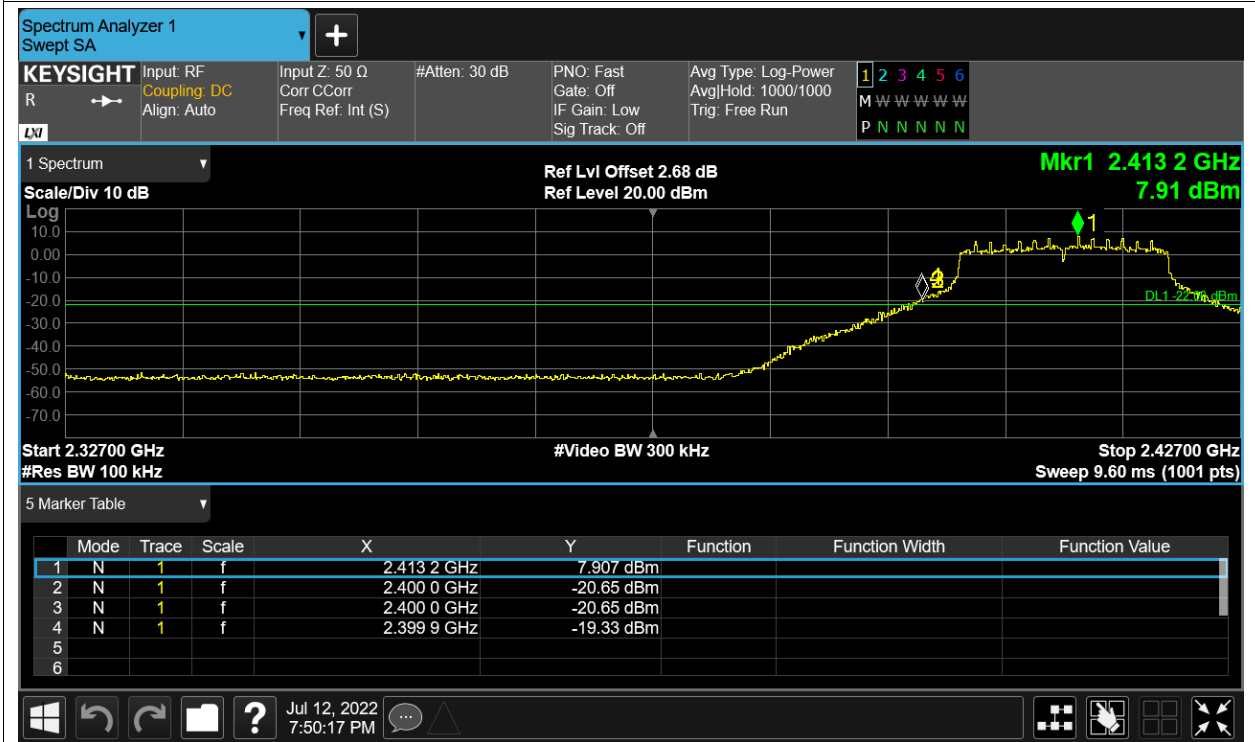 Spectrum Analyzer 1
Swept SA
+
KEYSIGHT Input: RF Input Z: 50 Ω #Atten: 30 dB PNO: Fast Avg Type: Log-Power 1 2 3 4 5 6
R Coupling: DC Corr CCorr Gate: Off Avg|Hold: 1000/1000 M W W W W W
Align: Auto Freq Ref: Int (S) IF Gain: Low Trig: Free Run
LXI Sig Track: Off P N N N N N
1 Spectrum Ref Lvl Offset 2.68 dB Mkr1 2.413 2 GHz
Scale/Div 10 dB Ref Level 20.00 dBm 7.91 dBm
Log
1
10.0
0.00
-10.0
-20.0
-30.0
-40.0
-50.0
-60.0
-70.0
Start 2.32700 GHz #Video BW 300 kHz Stop 2.42700 GHz
#Res BW 100 kHz Sweep 9.60 ms (1001 pts)
5 Marker Table
Mode Trace Scale X Y Function Function Width Function Value
1 N 1 f 2.413 2 GHz 7.907 dBm
2 N 1 f 2.400 0 GHz -20.65 dBm
3 N 1 f 2.400 0 GHz -20.65 dBm
4 N 1 f 2.399 9 GHz -19.33 dBm
5
6
? Jul 12, 2022
7:50:17 PM